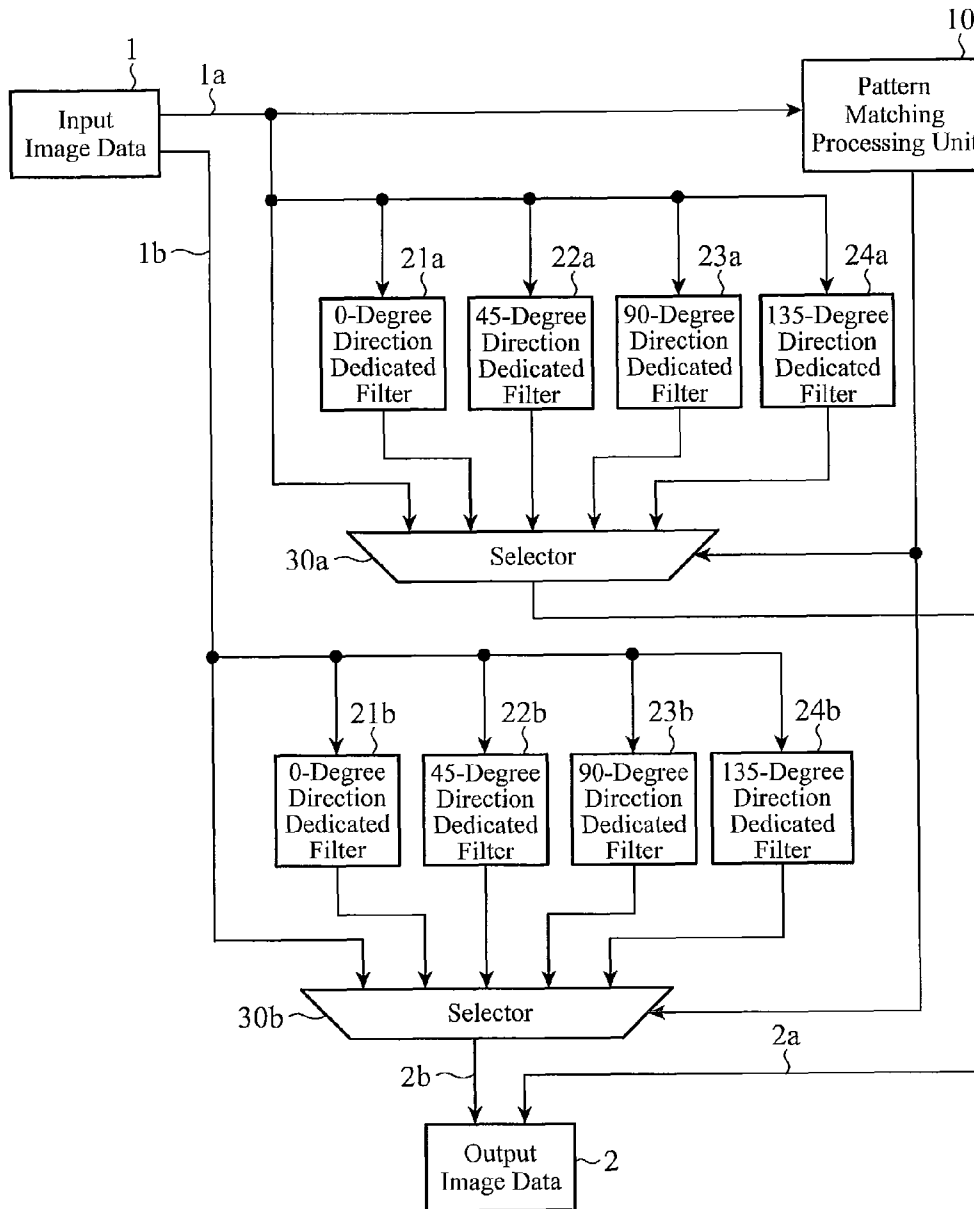 10
1
1a
Input
Image Data
Pattern
Matching
Processing Unit
1b
21a
22a
23a
24a
0-Degree
Direction
Dedicated
Filter
45-Degree
Direction
Dedicated
Filter
90-Degree
Direction
Dedicated
Filter
135-Degree
Direction
Dedicated
Filter
30a
Selector
21b
22b
23b
24b
0-Degree
Direction
Dedicated
Filter
45-Degree
Direction
Dedicated
Filter
90-Degree
Direction
Dedicated
Filter
135-Degree
Direction
Dedicated
Filter
30b
Selector
2a
2b
Output
Image Data
2